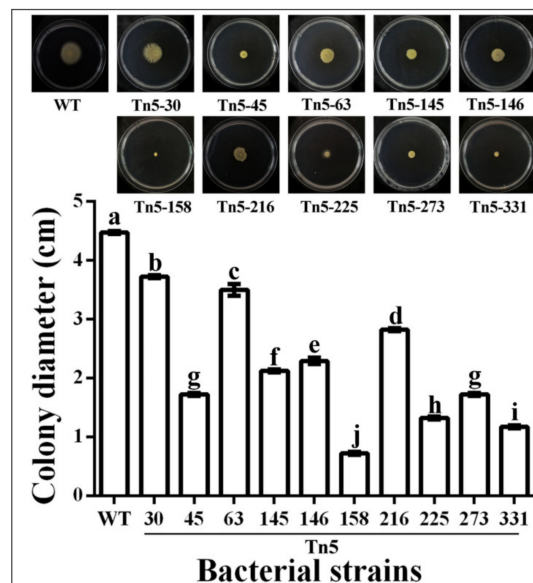 WT Tn5-30 Tn5-45 Tn5-63 Tn5-145 Tn5-146
Tn5-158 Tn5-216 Tn5-225 Tn5-273 Tn5-331
Colony diameter (cm)
5
4
3
2
1
0
a
b
g
c
f
e
j
d
h
g
i
WT 30 45 63 145 146 158 216 225 273 331
Tn5
Bacterial strains